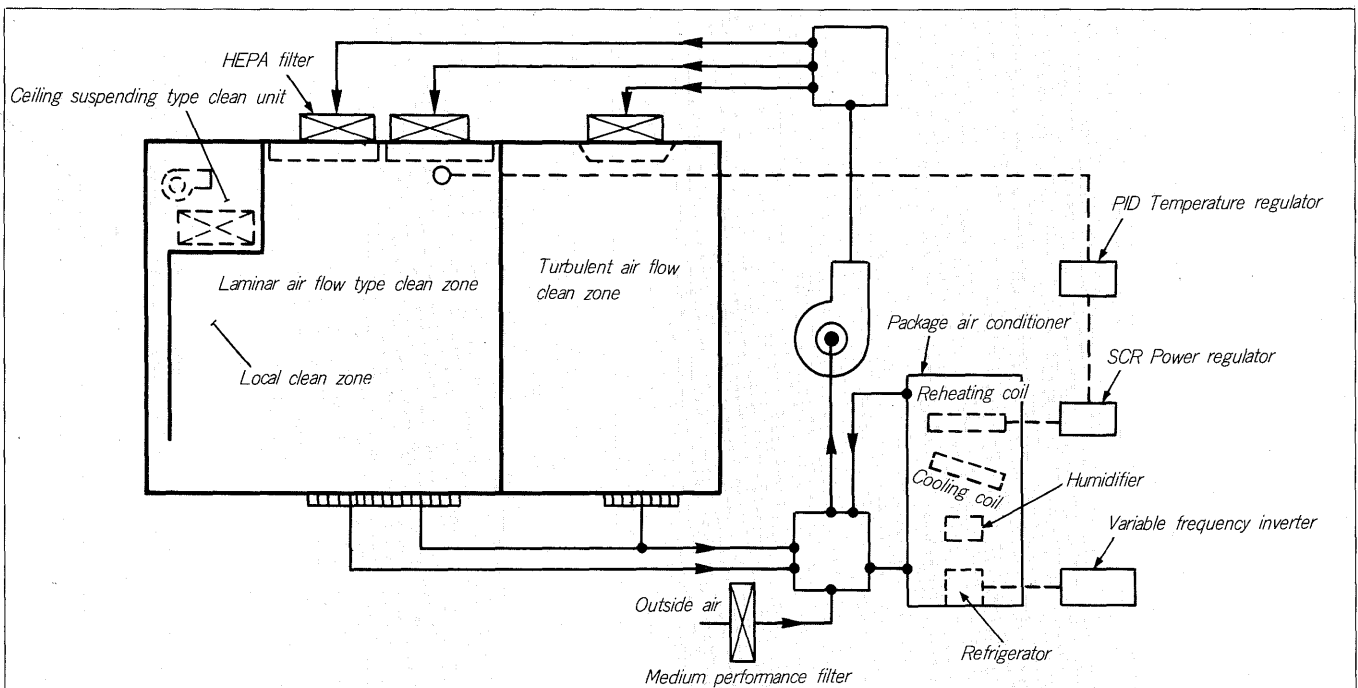 HEPA filter
Ceiling suspending type clean unit
PID Temperature regulator
Laminar air flow type clean zone
Turbulent air flow
clean zone
Package air conditioner
Local clean zone
SCR Power regulator
Reheating coil
Cooling coil
Humidifier
Variable frequency inverter
Outside air
Refrigerator
Medium performance filter